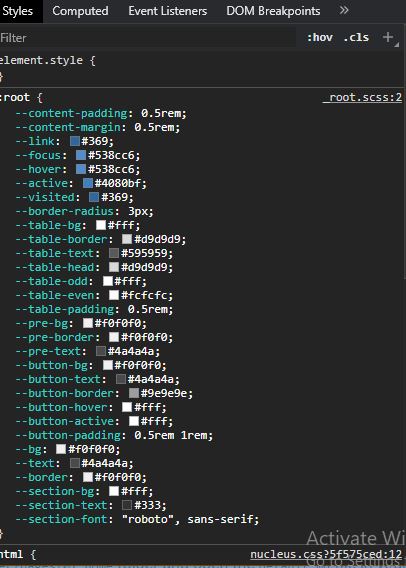 Styles Computed Event Listeners DOM Breakpoints »
Filter :hov .cls +
element.style {
}
:root { _root.scss:2
--content-padding: 0.5rem;
--content-margin: 0.5rem;
--link: #369;
--focus: #538cc6;
--hover: #538cc6;
--active: #4080bf;
--visited: #369;
--border-radius: 3px;
--table-bg: #fff;
--table-border: #d9d9d9;
--table-text: #595959;
--table-head: #d9d9d9;
--table-odd: #fff;
--table-even: #fcfcfc;
--table-padding: 0.5rem;
--pre-bg: #f0f0f0;
--pre-border: #f0f0f0;
--pre-text: #4a4a4a;
--button-bg: #f0f0f0;
--button-text: #4a4a4a;
--button-border: #9e9e9e;
--button-hover: #fff;
--button-active: #fff;
--button-padding: 0.5rem 1rem;
--bg: #f0f0f0;
--text: #4a4a4a;
--border: #f0f0f0;
--section-bg: #fff;
--section-text: #333;
--section-font: "roboto", sans-serif;
}
Activate Wi
html { nucleus.css?5f575ced:12
Go to Settings